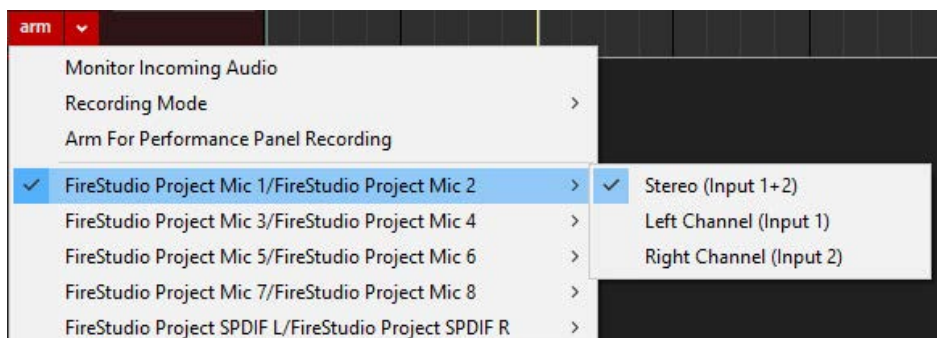 arm
Monitor Incoming Audio
Recording Mode
Arm For Performance Panel Recording
FireStudio Project Mic 1/FireStudio Project Mic 2
Stereo (Input 1+2)
FireStudio Project Mic 3/FireStudio Project Mic 4
Left Channel (Input 1)
FireStudio Project Mic 5/FireStudio Project Mic 6
Right Channel (Input 2)
FireStudio Project Mic 7/FireStudio Project Mic 8
FireStudio Project SPDIF L/FireStudio Project SPDIF R